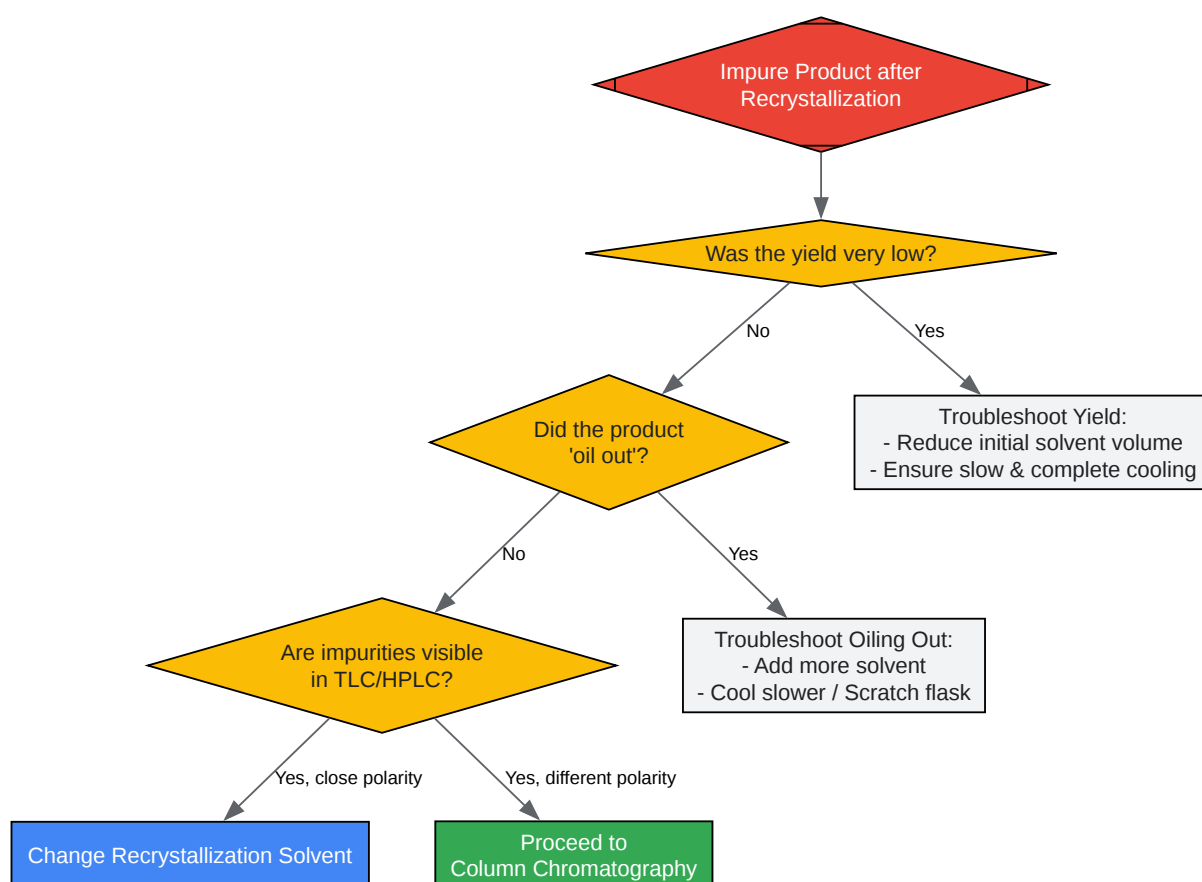 Impure Product after
Recrystallization
Was the yield very low?
No
Yes
Did the product
'oil out'?
Troubleshoot Yield:
- Reduce initial solvent volume
- Ensure slow & complete cooling
No
Yes
Are impurities visible
in TLC/HPLC?
Troubleshoot Oiling Out:
- Add more solvent
- Cool slower / Scratch flask
Yes, close polarity
Yes, different polarity
Change Recrystallization Solvent
Proceed to
Column Chromatography